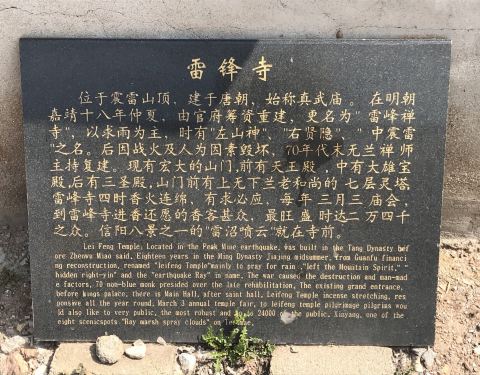 雷锋寺
位于震雷山顶、建于唐朝、始称真武庙。在明朝
嘉靖十八年仲夏，由官府筹资重建，更名为“雷峰禅
寺”，以求雨为主，时有“左山神”、“右贤隐”、“中震雷
”之名。后因战火及人为因素毁坏，70年代末无兰禅师
主持复建。现有宏大的山门，前有天王殿，中有大雄宝
殿，后有三圣殿，山门前有上无下兰老和尚的七层灵塔，
雷峰寺四时香火连绵，有求必应，每年三月三庙会，
到雷峰寺进香还愿的香客甚众，最旺盛时达二万四千
之众。信阳八景之一的“雷沼喷云”就在寺前。
Lei Feng Temple, Located in the Peak Mine earthquake, was built in the Tang Dynasty bef
ore Zhenwu Miao said, Eighteen years in the Ming Dynasty Jiajing midsummer, from Guanfu financi
ng reconstruction, renamed "leifeng Temple"mainly to pray for rain ,"left the Mountain Spirit," "
hidden right-yin" and the "earthquake Ray" in name. The war caused the destruction and man-mad
e factors, 70 non-blue monk presided over the late rehabilitation, The existing grand entrance,
before kings palace, there is Main Hall, after saint hall, Leifeng Temple incense stretching, res
ponsive all the year round, March 3 annual temple fair, to leifeng temple pilgrimage pilgrims wou
ld also like to very public, the most robust and up to 24000 of the public, Xinyang, one of the
eight scenicspots "Ray marsh spray clouds" on